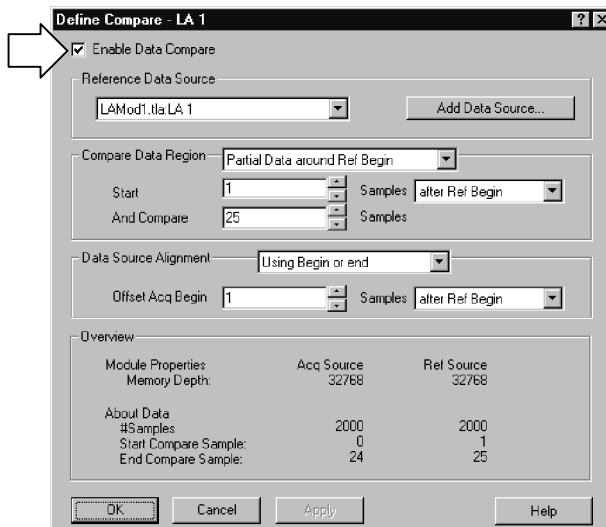 Define Compare - LA 1
Enable Data Compare
Reference Data Source
LAMod1.tla:LA 1
Add Data Source...
Compare Data Region
Partial Data around Ref Begin
Start 1 Samples after Ref Begin
And Compare 25 Samples
Data Source Alignment
Using Begin or end
Offset Acq Begin 1 Samples after Ref Begin
Overview
Module Properties Acq Source Ref Source
Memory Depth: 32768 32768
About Data
#Samples 2000 2000
Start Compare Sample: 0 1
End Compare Sample: 24 25
OK Cancel Apply Help